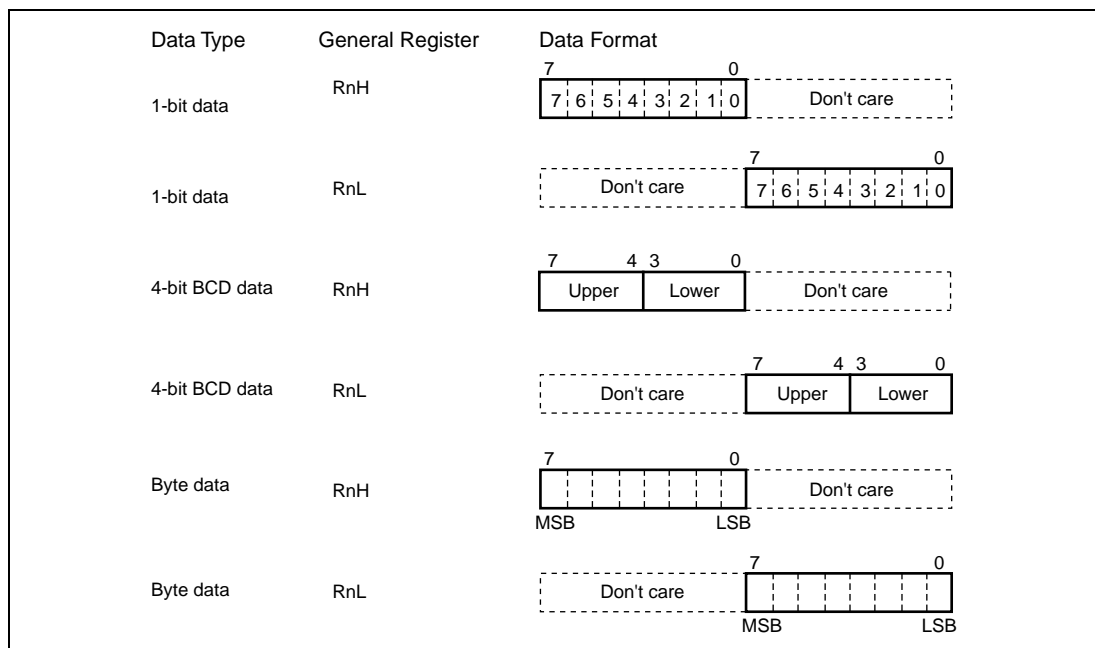 Data Type General Register Data Format
7 0
1-bit data RnH 7 6 5 4 3 2 1 0 Don't care
7 0
1-bit data RnL Don't care 7 6 5 4 3 2 1 0
7 4 3 0
4-bit BCD data RnH Upper Lower Don't care
7 4 3 0
4-bit BCD data RnL Don't care Upper Lower
7 0
Byte data RnH Don't care
MSB LSB
7 0
Byte data RnL Don't care
MSB LSB